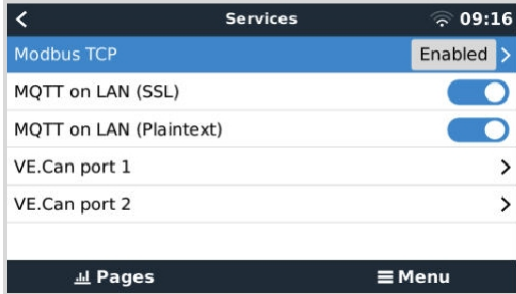 Services 09:16
Modbus TCP Enabled
MQTT on LAN (SSL)
MQTT on LAN (Plaintext)
VE.Can port 1
VE.Can port 2
Pages Menu